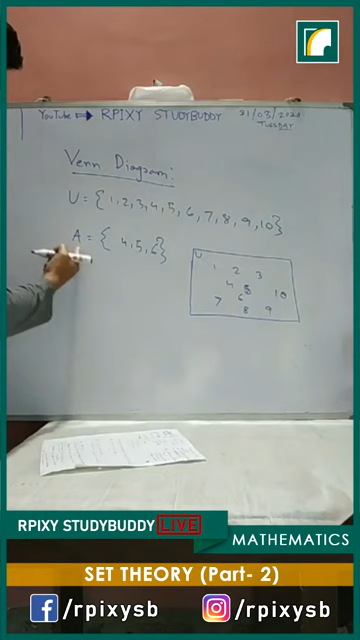 YouTube RPIXY STUDYBUDDY 21/03/2023
TUESDAY
Venn Diagram:
U = { 1, 2, 3, 4, 5, 6, 7, 8, 9, 10 }
A = { 4, 5, 6 }
U
1 2 3
4 5
7 6 10
8 9
RPIXY STUDYBUDDY LIVE
MATHEMATICS
SET THEORY (Part- 2)
/rpixysb /rpixysb